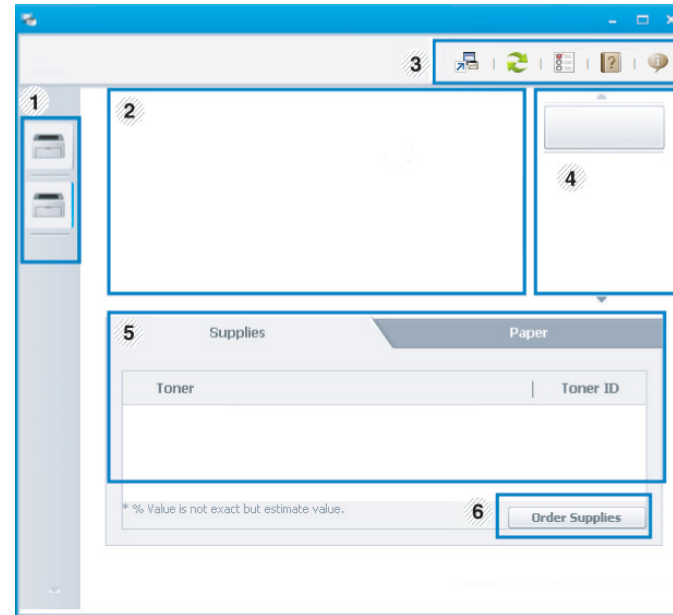 3
1
2
4
5 Supplies Paper
Toner | Toner ID
* % Value is not exact but estimate value.
6 Order Supplies